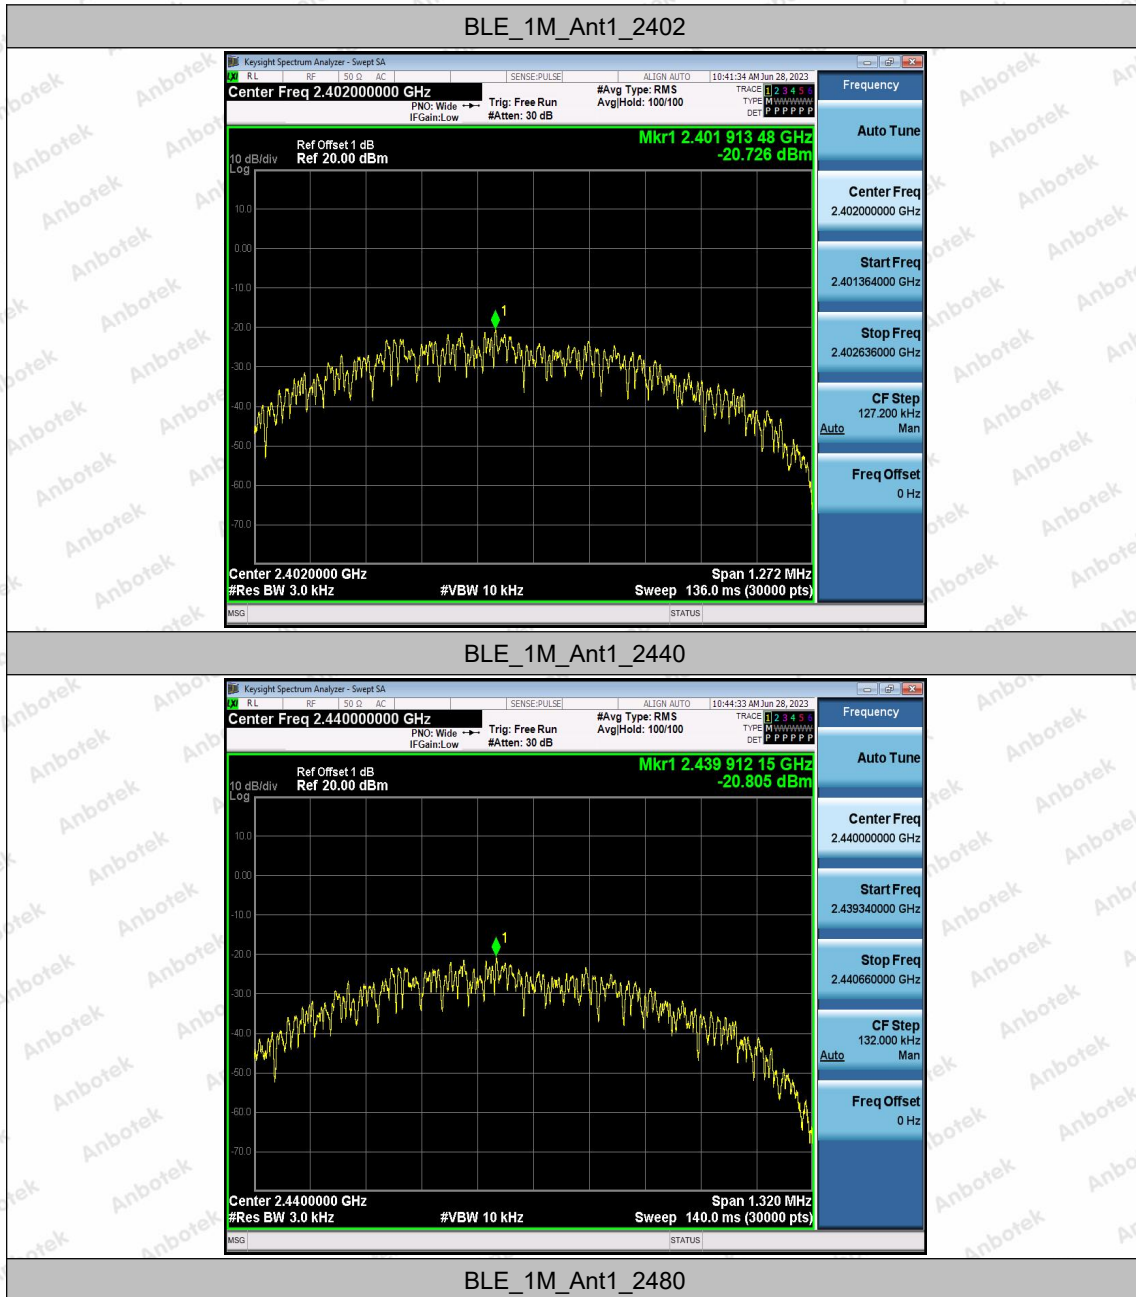 BLE_1M_Ant1_2402
Keysight Spectrum Analyzer - Swept SA
RL RF 50 Ω AC SENSE:PULSE ALIGN AUTO 10:41:34 AM Jun 28, 2023
Center Freq 2.402000000 GHz
PNO: Wide
IFGain:Low
Trig: Free Run
#Atten: 30 dB
#Avg Type: RMS
Avg|Hold: 100/100
TRACE 1 2 3 4 5 6
TYPE M W W W W W
DET P P P P P P
Frequency
Mkr1 2.401 913 48 GHz
-20.726 dBm
Ref Offset 1 dB
10 dB/div Ref 20.00 dBm
Log
10.0
0.00
-10.0
-20.0
-30.0
-40.0
-50.0
-60.0
-70.0
1
Auto Tune
Center Freq
2.402000000 GHz
Start Freq
2.401364000 GHz
Stop Freq
2.402636000 GHz
CF Step
127.200 kHz
Auto Man
Freq Offset
0 Hz
Center 2.4020000 GHz Span 1.272 MHz
#Res BW 3.0 kHz #VBW 10 kHz Sweep 136.0 ms (30000 pts)
MSG STATUS
BLE_1M_Ant1_2440
Keysight Spectrum Analyzer - Swept SA
RL RF 50 Ω AC SENSE:PULSE ALIGN AUTO 10:44:33 AM Jun 28, 2023
Center Freq 2.440000000 GHz
PNO: Wide
IFGain:Low
Trig: Free Run
#Atten: 30 dB
#Avg Type: RMS
Avg|Hold: 100/100
TRACE 1 2 3 4 5 6
TYPE M W W W W W
DET P P P P P P
Frequency
Mkr1 2.439 912 15 GHz
-20.805 dBm
Ref Offset 1 dB
10 dB/div Ref 20.00 dBm
Log
10.0
0.00
-10.0
-20.0
-30.0
-40.0
-50.0
-60.0
-70.0
1
Auto Tune
Center Freq
2.440000000 GHz
Start Freq
2.439340000 GHz
Stop Freq
2.440660000 GHz
CF Step
132.000 kHz
Auto Man
Freq Offset
0 Hz
Center 2.4400000 GHz Span 1.320 MHz
#Res BW 3.0 kHz #VBW 10 kHz Sweep 140.0 ms (30000 pts)
MSG STATUS
BLE_1M_Ant1_2480
Anbotek